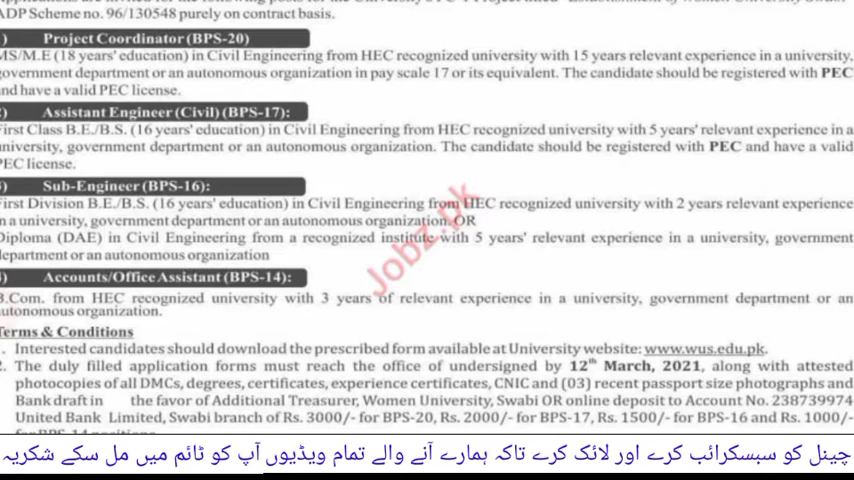 ADP Scheme no. 96/130548 purely on contract basis.
) Project Coordinator (BPS-20)
MS/M.E (18 years' education) in Civil Engineering from HEC recognized university with 15 years relevant experience in a university,
government department or an autonomous organization in pay scale 17 or its equivalent. The candidate should be registered with PEC
and have a valid PEC license.
) Assistant Engineer (Civil) (BPS-17):
First Class B.E./B.S. (16 years' education) in Civil Engineering from HEC recognized university with 5 years' relevant experience in a
university, government department or an autonomous organization. The candidate should be registered with PEC and have a valid
PEC license.
) Sub-Engineer (BPS-16):
First Division B.E./B.S. (16 years' education) in Civil Engineering from HEC recognized university with 2 years relevant experience
in a university, government department or an autonomous organization. OR
Diploma (DAE) in Civil Engineering from a recognized institute with 5 years' relevant experience in a university, government
department or an autonomous organization
) Accounts/Office Assistant (BPS-14):
B.Com. from HEC recognized university with 3 years of relevant experience in a university, government department or an
autonomous organization.
Jobz.pk
Terms & Conditions
. Interested candidates should download the prescribed form available at University website: www.wus.edu.pk.
2. The duly filled application forms must reach the office of undersigned by 12th March, 2021, along with attested
photocopies of all DMCs, degrees, certificates, experience certificates, CNIC and (03) recent passport size photographs and
Bank draft in the favor of Additional Treasurer, Women University, Swabi OR online deposit to Account No. 238739974
United Bank Limited, Swabi branch of Rs. 3000/- for BPS-20, Rs. 2000/- for BPS-17, Rs. 1500/- for BPS-16 and Rs. 1000/-
چینل کو سبسکرائب کرے اور لائک کرے تاکہ ہمارے آنے والے تمام ویڈیوں آپ کو ٹائم میں مل سکے شکریہ